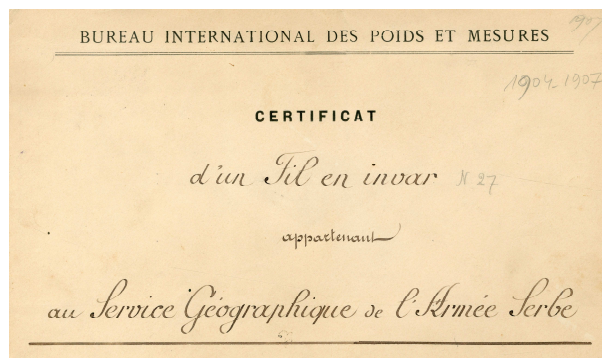 1907
BUREAU INTERNATIONAL DES POIDS ET MESURES
1904-1907
CERTIFICAT
d'un Fil en invar N 27
appartenant
au Service Géographique de l'Armée Serbe